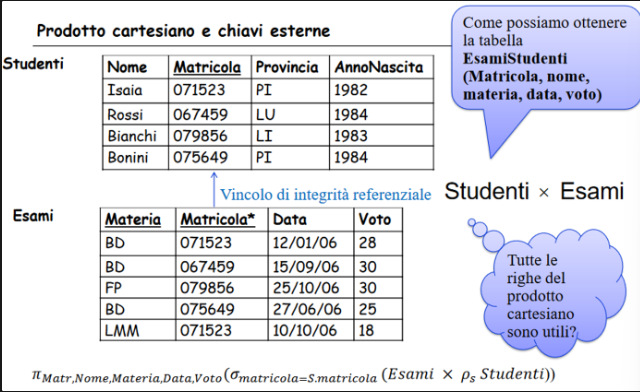 Prodotto cartesiano e chiavi esterne
Come possiamo ottenere
la tabella
EsamiStudenti
(Matricola, nome,
materia, data, voto)
Studenti
Nome Matricola Provincia AnnoNascita
Isaia 071523 PI 1982
Rossi 067459 LU 1984
Bianchi 079856 LI 1983
Bonini 075649 PI 1984
Vincolo di integrità referenziale
Studenti × Esami
Esami
Materia Matricola* Data Voto
BD 071523 12/01/06 28
BD 067459 15/09/06 30
FP 079856 25/10/06 30
BD 075649 27/06/06 25
LMM 071523 10/10/06 18
Tutte le
righe del
prodotto
cartesiano
sono utili?
π Matr,Nome,Materia,Data,Voto(σ matricola=S.matricola (Esami × ρs Studenti))